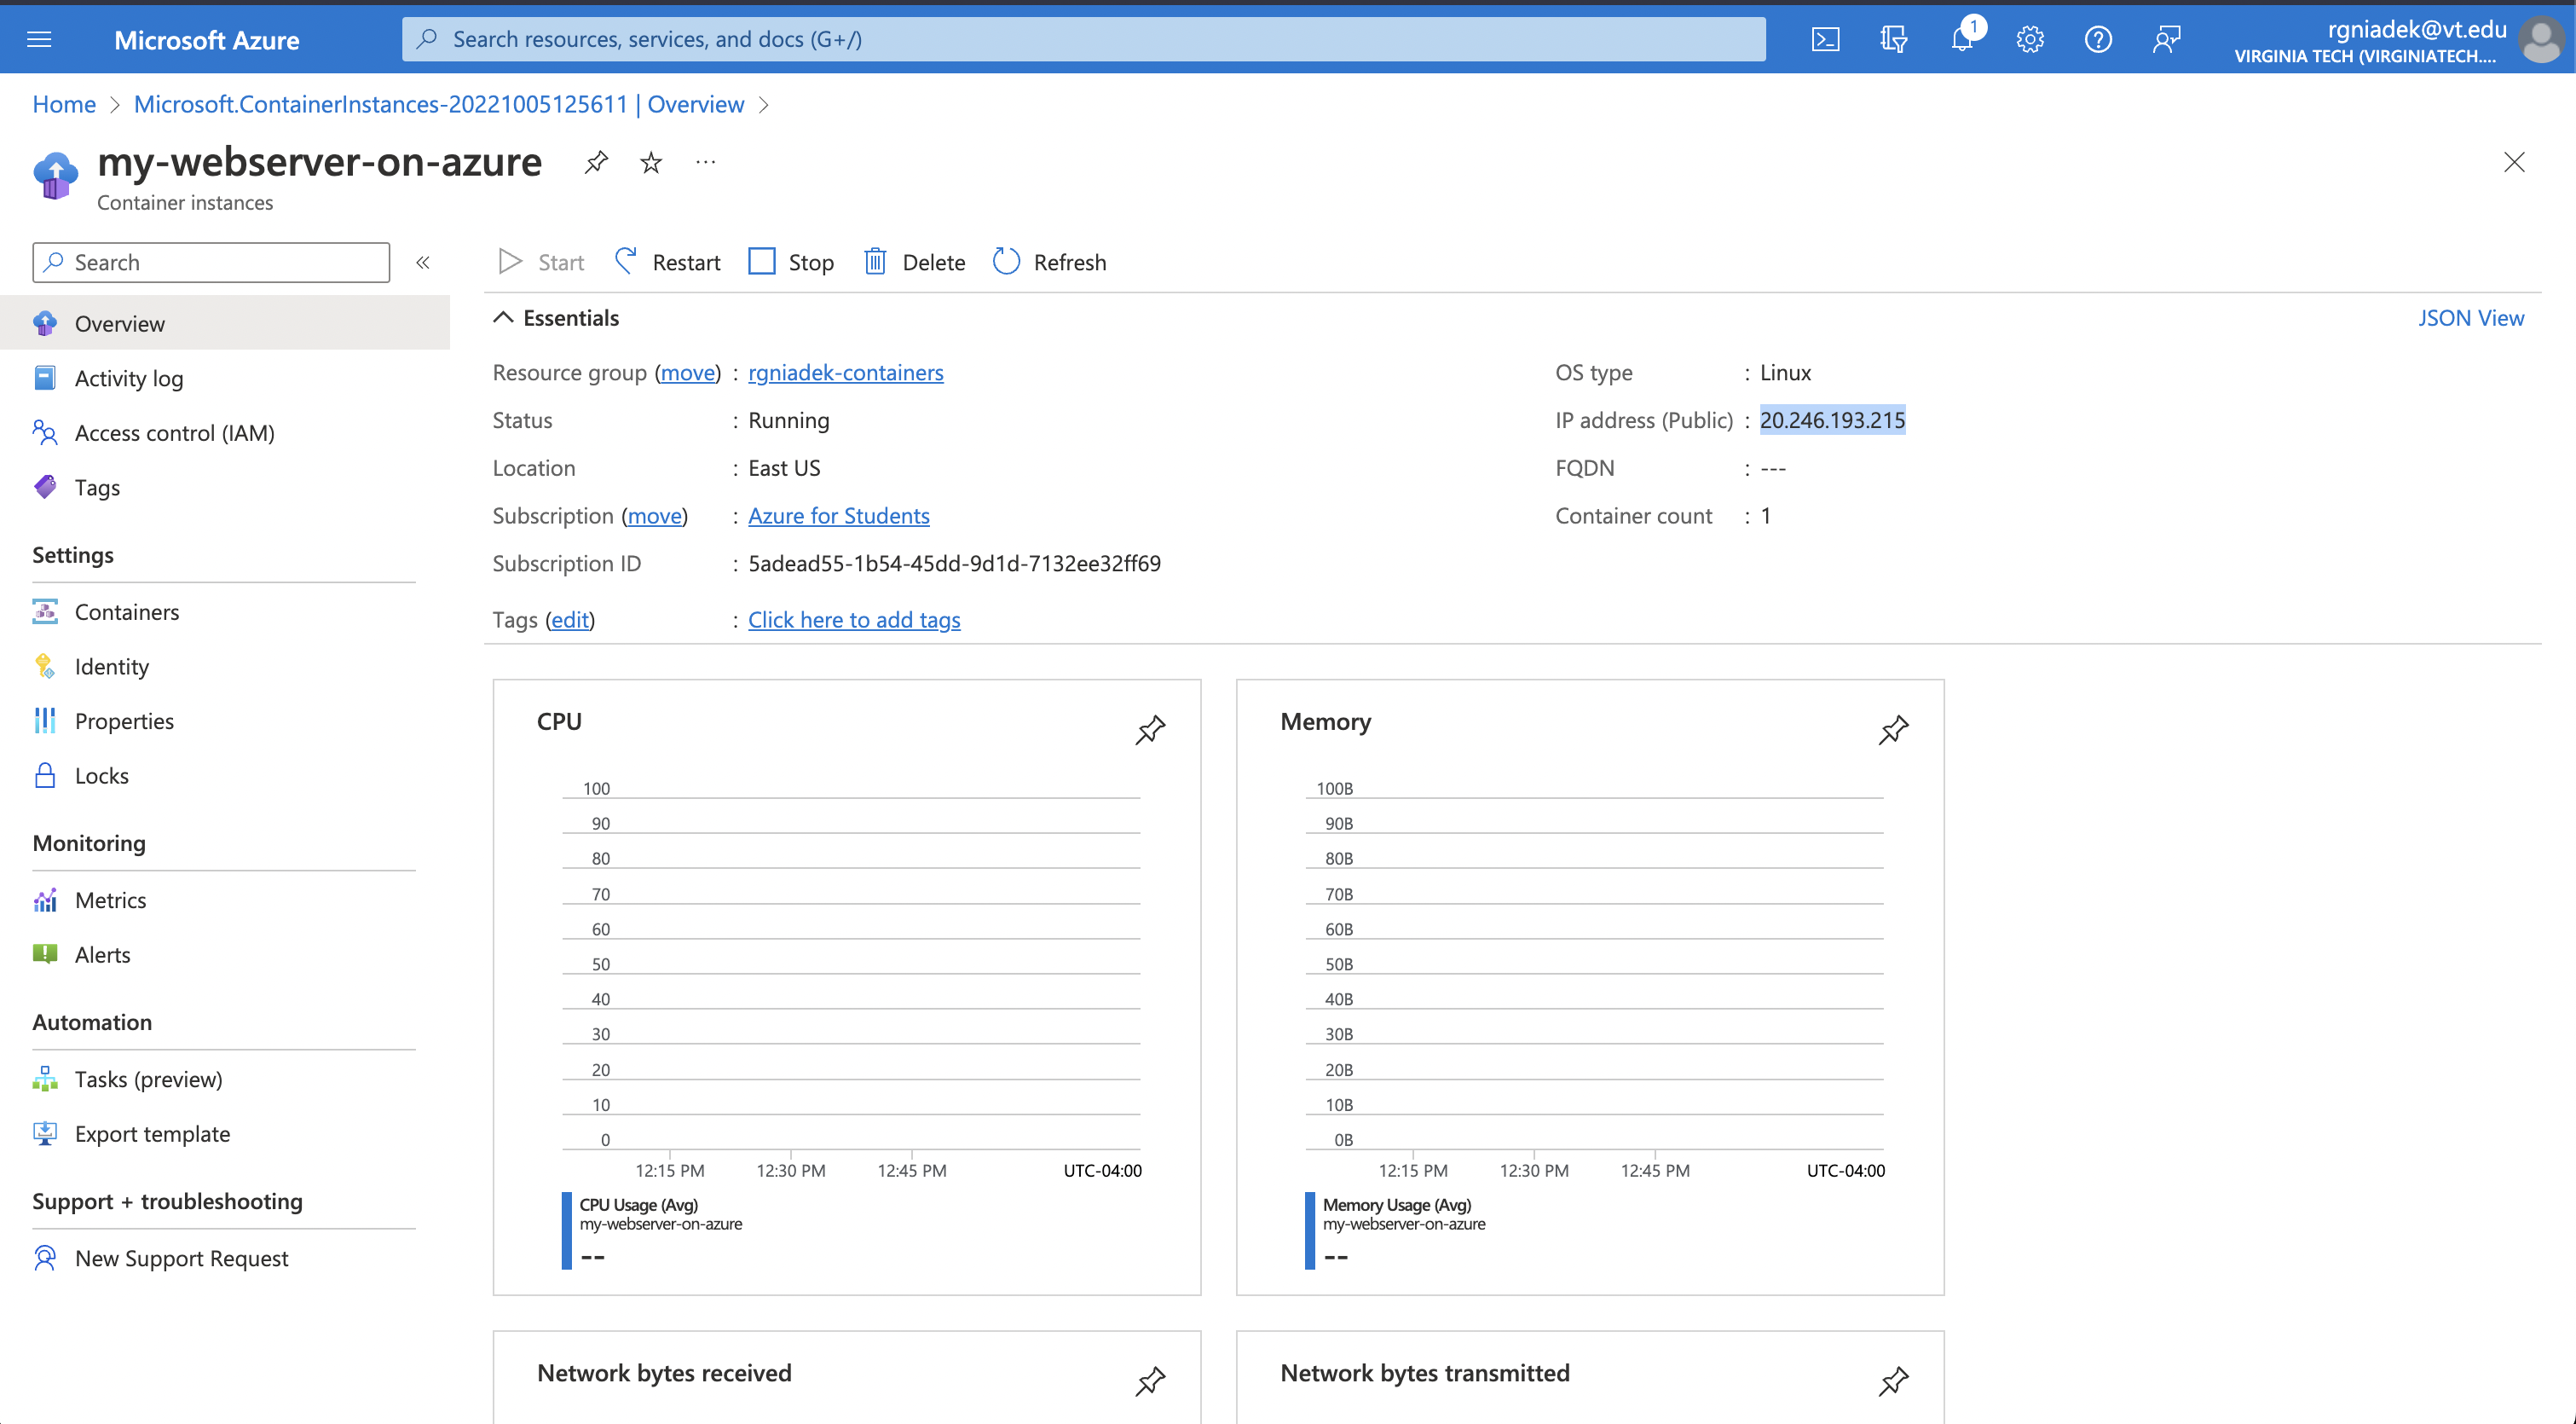 Microsoft Azure
Search resources, services, and docs (G+/)
1
rgniadek@vt.edu
VIRGINIA TECH (VIRGINIATECH....
Home > Microsoft.ContainerInstances-20221005125611 | Overview >
my-webserver-on-azure
...
Container instances
Search
«
Start
Restart
Stop
Delete
Refresh
Overview
Activity log
Access control (IAM)
Tags
Settings
Containers
Identity
Properties
Locks
Monitoring
Metrics
Alerts
Automation
Tasks (preview)
Export template
Support + troubleshooting
New Support Request
Essentials
JSON View
Resource group (move) : rgniadek-containers
Status : Running
Location : East US
Subscription (move) : Azure for Students
Subscription ID : 5adead55-1b54-45dd-9d1d-7132ee32ff69
Tags (edit) : Click here to add tags
OS type : Linux
IP address (Public) : 20.246.193.215
FQDN : ---
Container count : 1
CPU
100
90
80
70
60
50
40
30
20
10
0
12:15 PM 12:30 PM 12:45 PM UTC-04:00
CPU Usage (Avg)
my-webserver-on-azure
--
Memory
100B
90B
80B
70B
60B
50B
40B
30B
20B
10B
0B
12:15 PM 12:30 PM 12:45 PM UTC-04:00
Memory Usage (Avg)
my-webserver-on-azure
--
Network bytes received
Network bytes transmitted